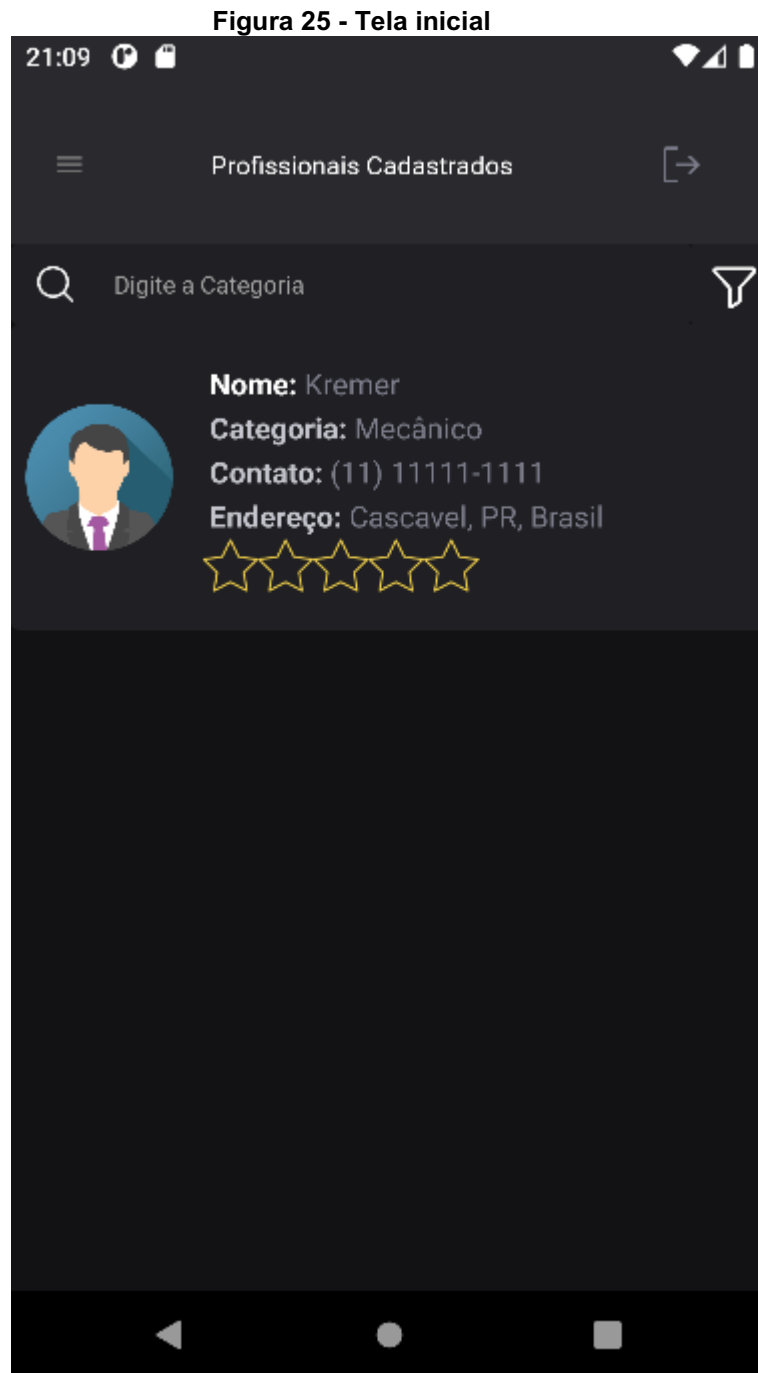 Figura 25 - Tela inicial
21:09
Profissionais Cadastrados
Digite a Categoria
Nome: Kremer
Categoria: Mecânico
Contato: (11) 11111-1111
Endereço: Cascavel, PR, Brasil